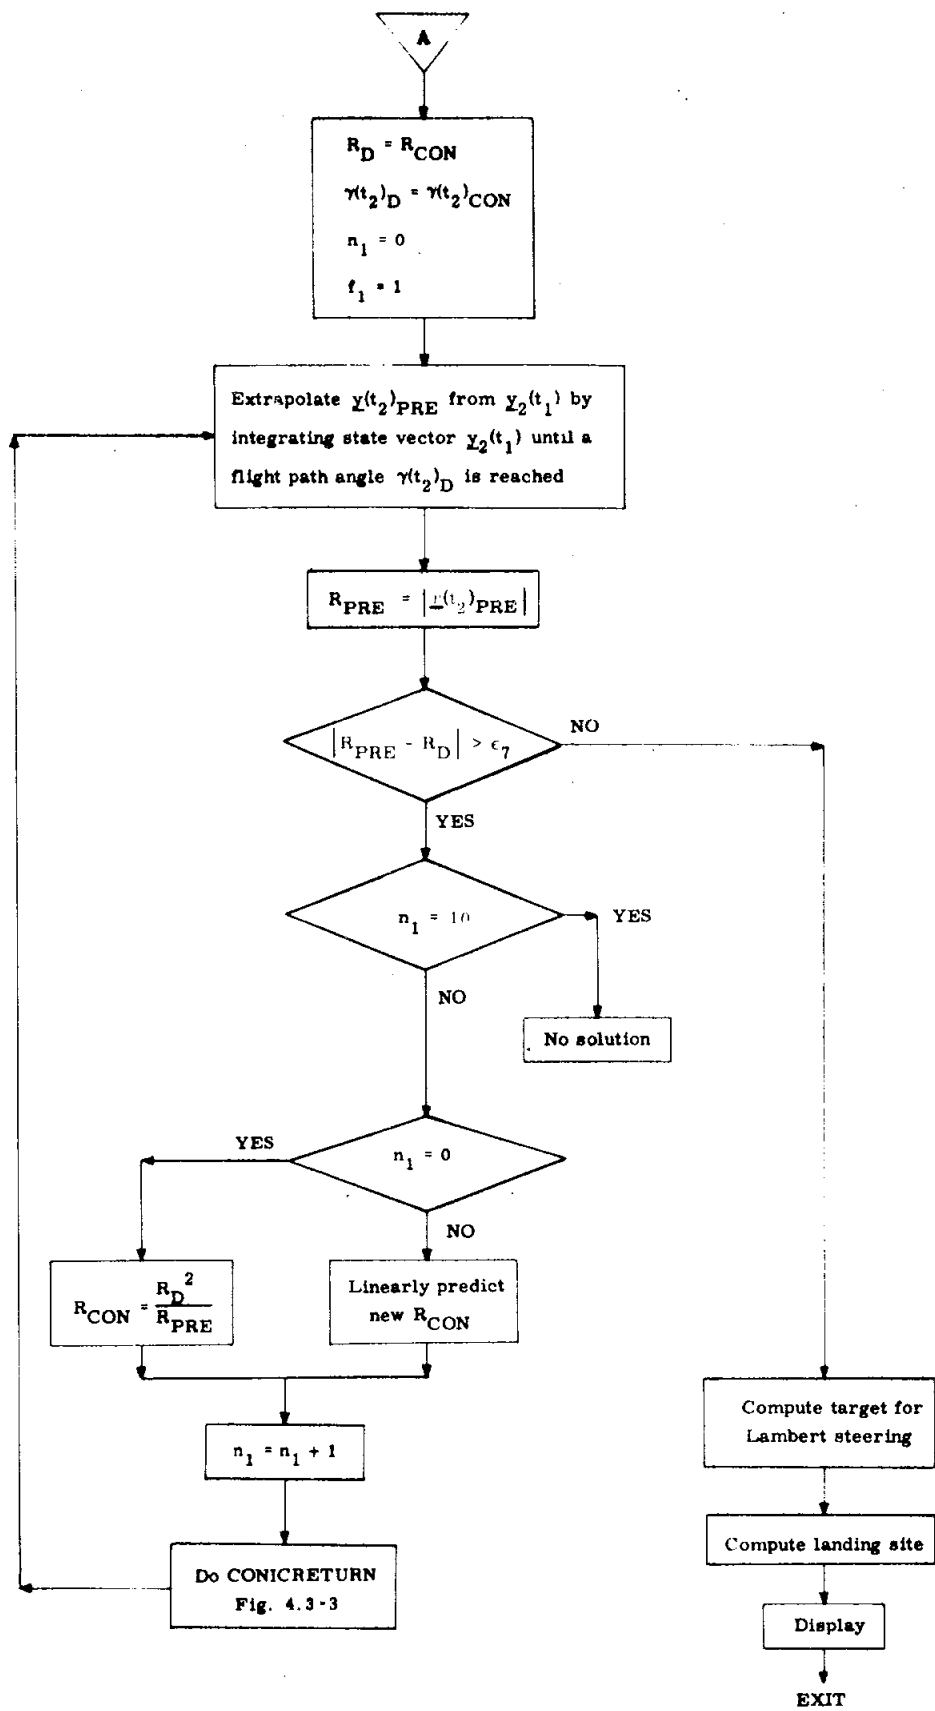 A
R_D = R_CON
γ(t_2)_D = γ(t_2)_CON
n_1 = 0
f_1 = 1
Extrapolate y(t_2)_PRE from y_2(t_1) by
integrating state vector y_2(t_1) until a
flight path angle γ(t_2)_D is reached
R_PRE = |r(t_2)_PRE|
|R_PRE - R_D| > ϵ_7
NO
YES
n_1 = 10
YES
NO
No solution
YES
n_1 = 0
NO
R_CON = R_D^2 / R_PRE
Linearly predict
new R_CON
n_1 = n_1 + 1
Do CONICRETURN
Fig. 4.3-3
Compute target for
Lambert steering
Compute landing site
Display
EXIT